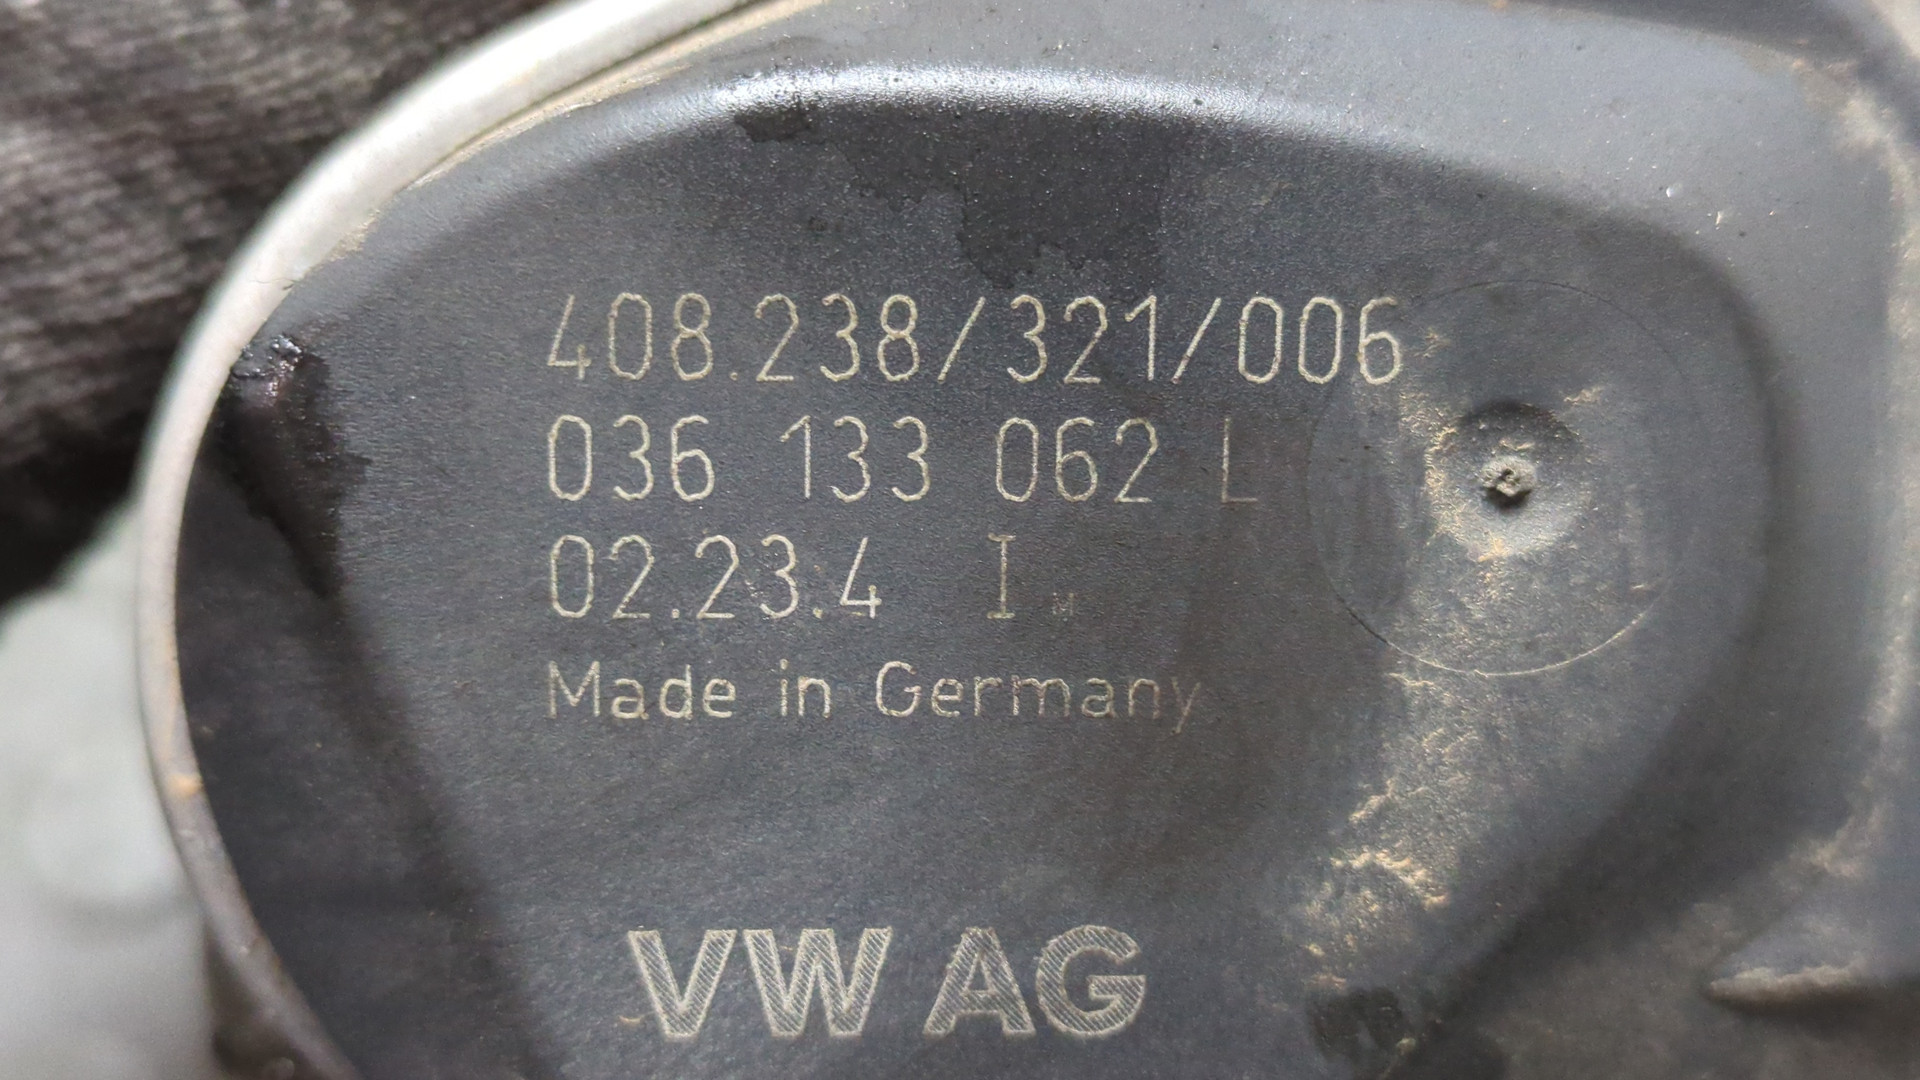 408.238/321/006
036 133 062 L
02.23.4 I M
Made in Germany
VW AG